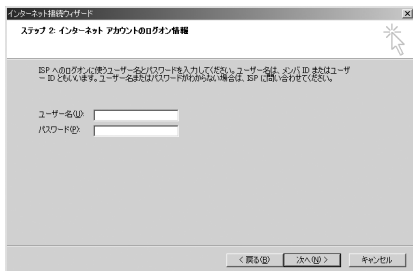 インターネット接続ウィザード
ステップ 2: インターネット アカウントのログオン情報
ISP へのログオンに使うユーザー名とパスワードを入力してください。ユーザー名は、メンバ ID またはユーザ
ー ID ともいいます。ユーザー名またはパスワードがわからない場合は、ISP に問い合わせてください。
ユーザー名(U):
パスワード(P):
< 戻る(B)
次へ(N) >
キャンセル